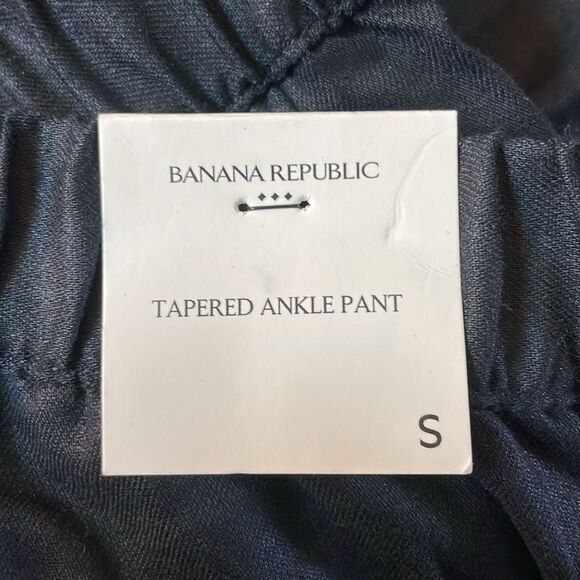 BANANA REPUBLIC
TAPERED ANKLE PANT
S